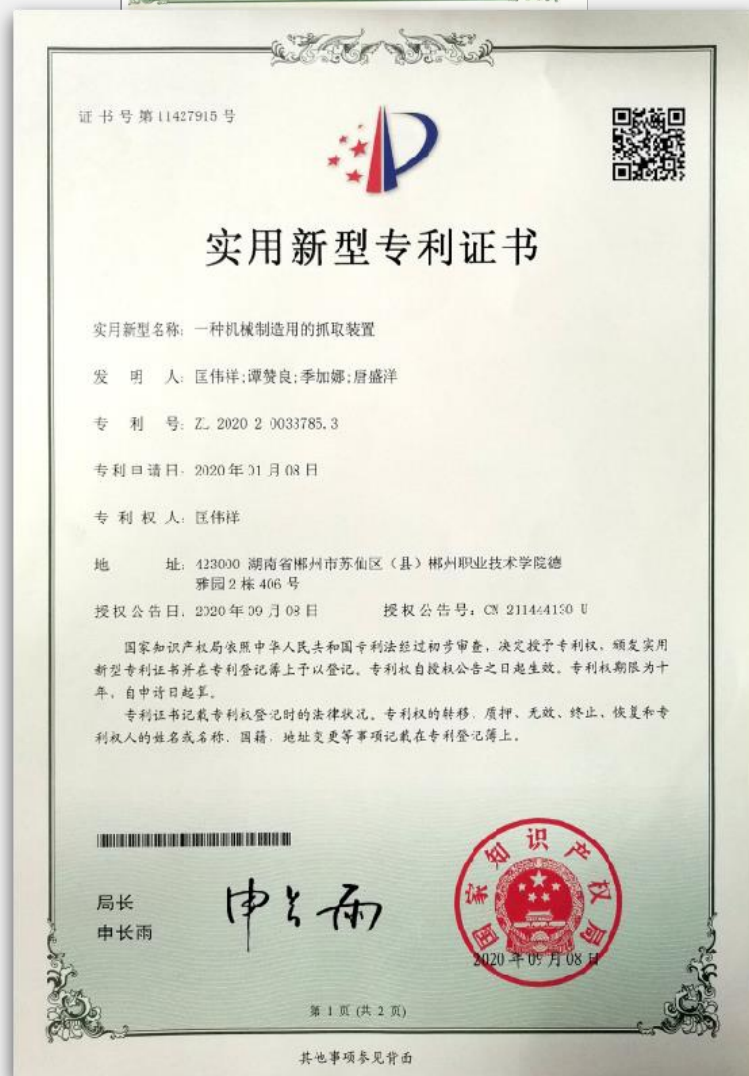 证书号第11427915号
实用新型专利证书
实用新型名称：一种机械制造用的抓取装置
发 明 人：匡伟祥;谭赞良;季加娜;唐盛洋
专 利 号：ZL 2020 2 0033785.3
专利申请日：2020年01月08日
专 利 权 人：匡伟祥
地 址：423000 湖南省郴州市苏仙区（县）郴州职业技术学院德
雅园2栋406号
授权公告日：2020年09月08日 授权公告号：CN 211444130 U
国家知识产权局依照中华人民共和国专利法经过初步审查，决定授予专利权，颁发实用
新型专利证书并在专利登记簿上予以登记。专利权自授权公告之日起生效。专利权期限为十
年，自申请日起算。
专利证书记载专利权登记时的法律状况。专利权的转移、质押、无效、终止、恢复和专
利权人的姓名或名称、国籍、地址变更等事项记载在专利登记簿上。
局长
申长雨
申长雨
国家知识产权局
2020年09月08日
第 1 页 (共 2 页)
其他事项参见背面